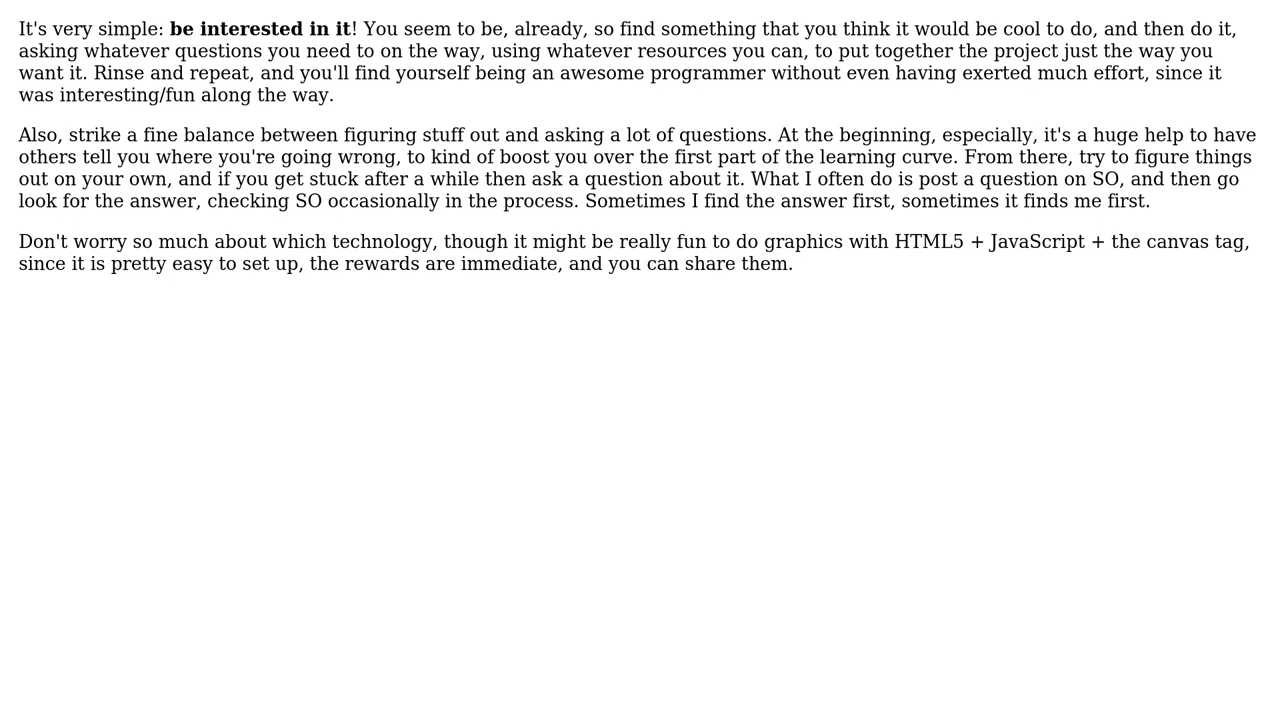 It's very simple: be interested in it! You seem to be, already, so find something that you think it would be cool to do, and then do it,
asking whatever questions you need to on the way, using whatever resources you can, to put together the project just the way you
want it. Rinse and repeat, and you'll find yourself being an awesome programmer without even having exerted much effort, since it
was interesting/fun along the way.
Also, strike a fine balance between figuring stuff out and asking a lot of questions. At the beginning, especially, it's a huge help to have
others tell you where you're going wrong, to kind of boost you over the first part of the learning curve. From there, try to figure things
out on your own, and if you get stuck after a while then ask a question about it. What I often do is post a question on SO, and then go
look for the answer, checking SO occasionally in the process. Sometimes I find the answer first, sometimes it finds me first.
Don't worry so much about which technology, though it might be really fun to do graphics with HTML5 + JavaScript + the canvas tag,
since it is pretty easy to set up, the rewards are immediate, and you can share them.